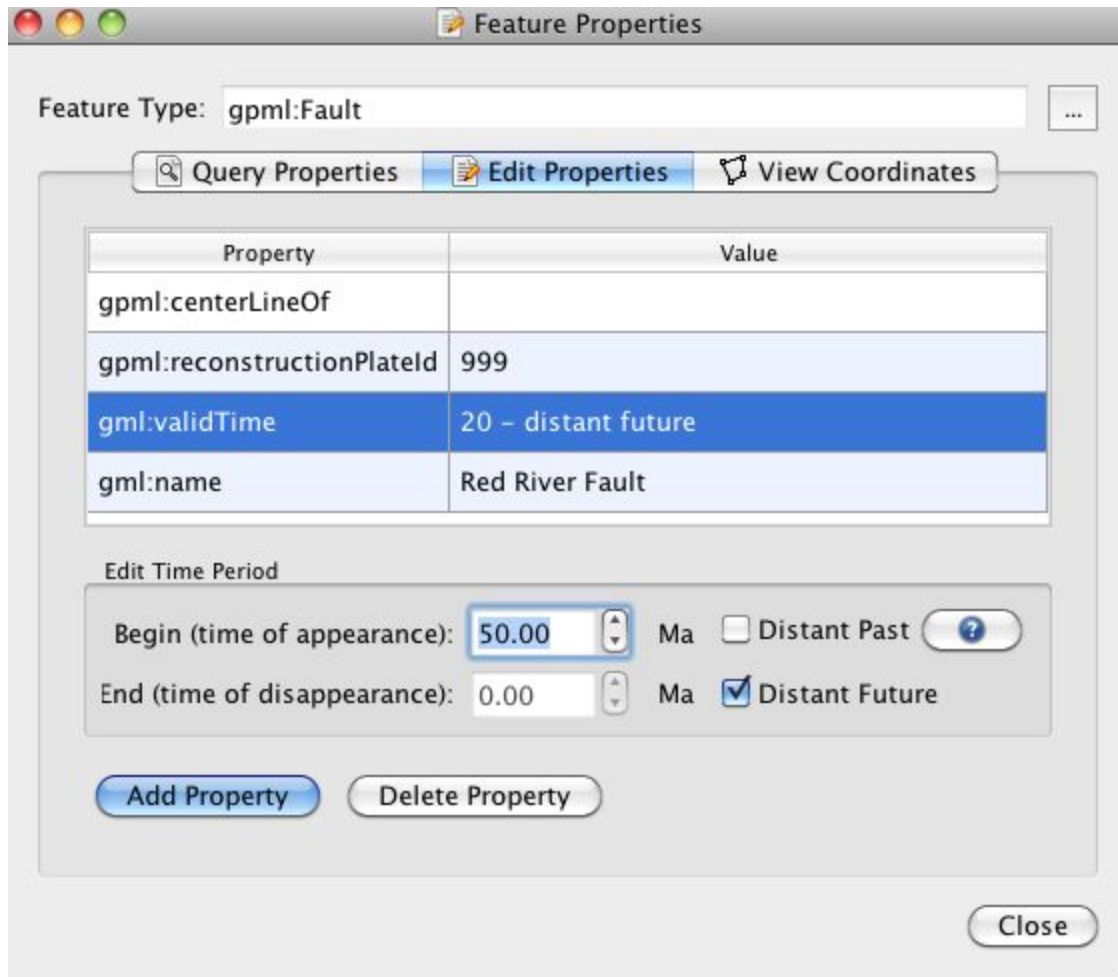 Feature Properties
Feature Type: gpml:Fault ...
Query Properties Edit Properties View Coordinates
Property Value
gpml:centerLineOf
gpml:reconstructionPlateId 999
gml:validTime 20 – distant future
gml:name Red River Fault
Edit Time Period
Begin (time of appearance): 50.00 Ma Distant Past ?
End (time of disappearance): 0.00 Ma Distant Future
Add Property Delete Property
Close